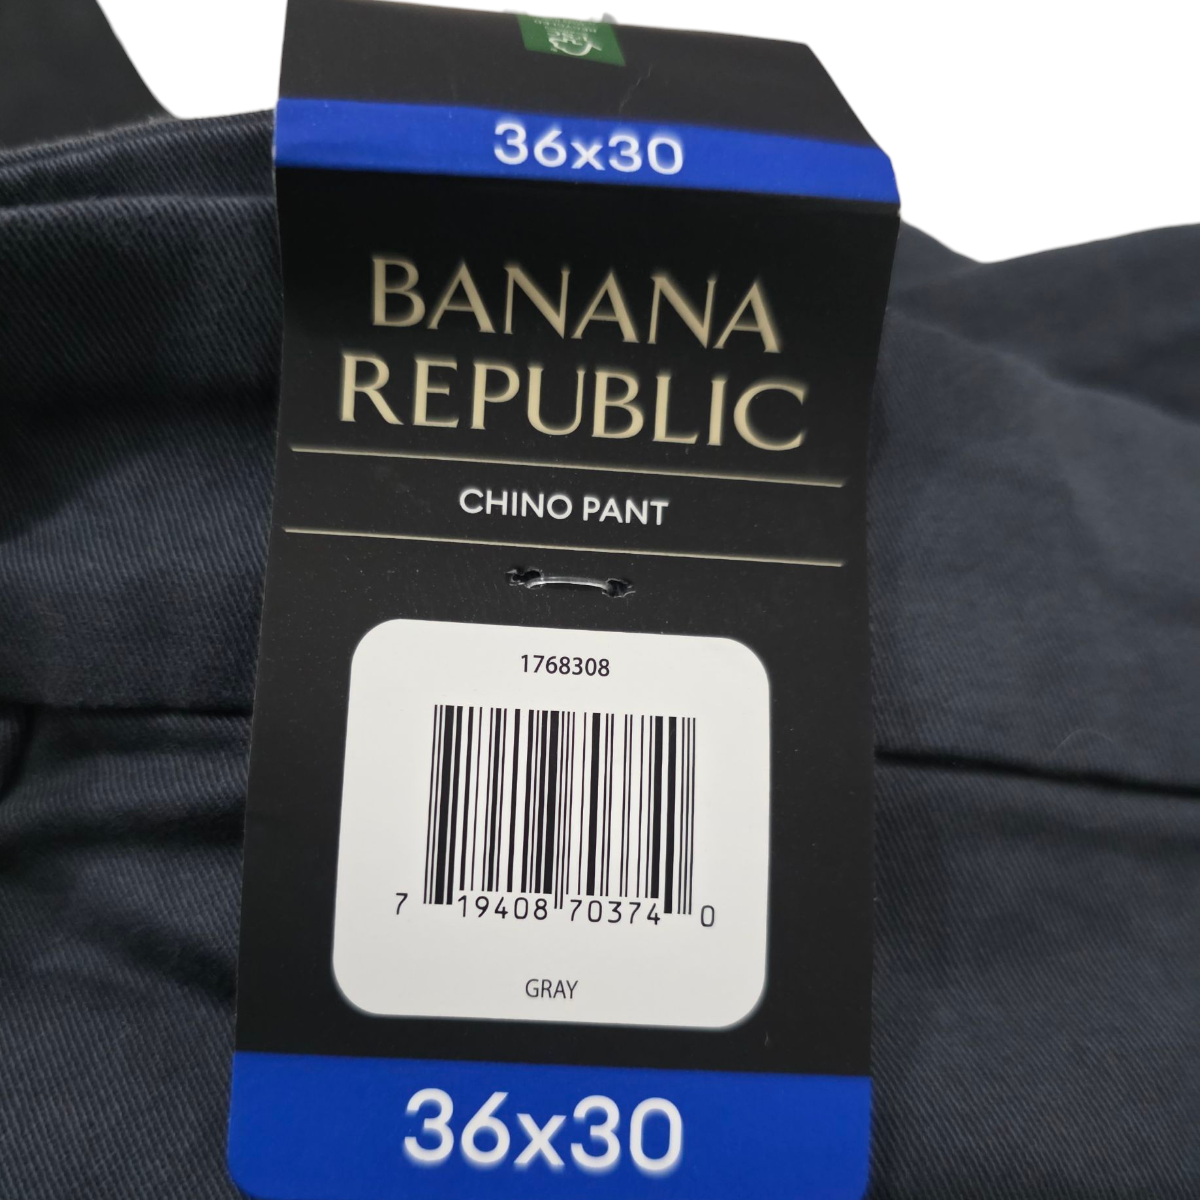 36x30
BANANA
REPUBLIC
CHINO PANT
1768308
7 19408 70374 0
GRAY
36x30